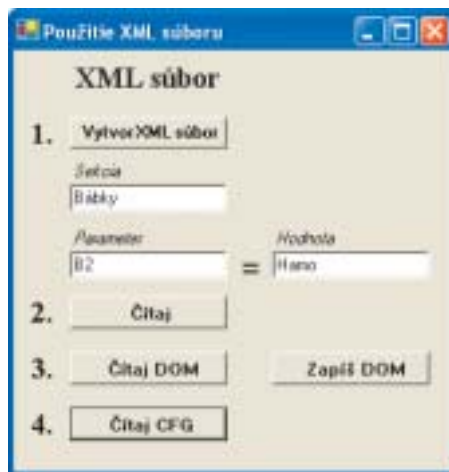 Použitie XML súboru
XML súbor
1. Vytvor XML súbor
Sekcia
Bábky
Parameter Hodnota
B2 = Hamo
2. Čítaj
3. Čítaj DOM Zapíš DOM
4. Čítaj CFG